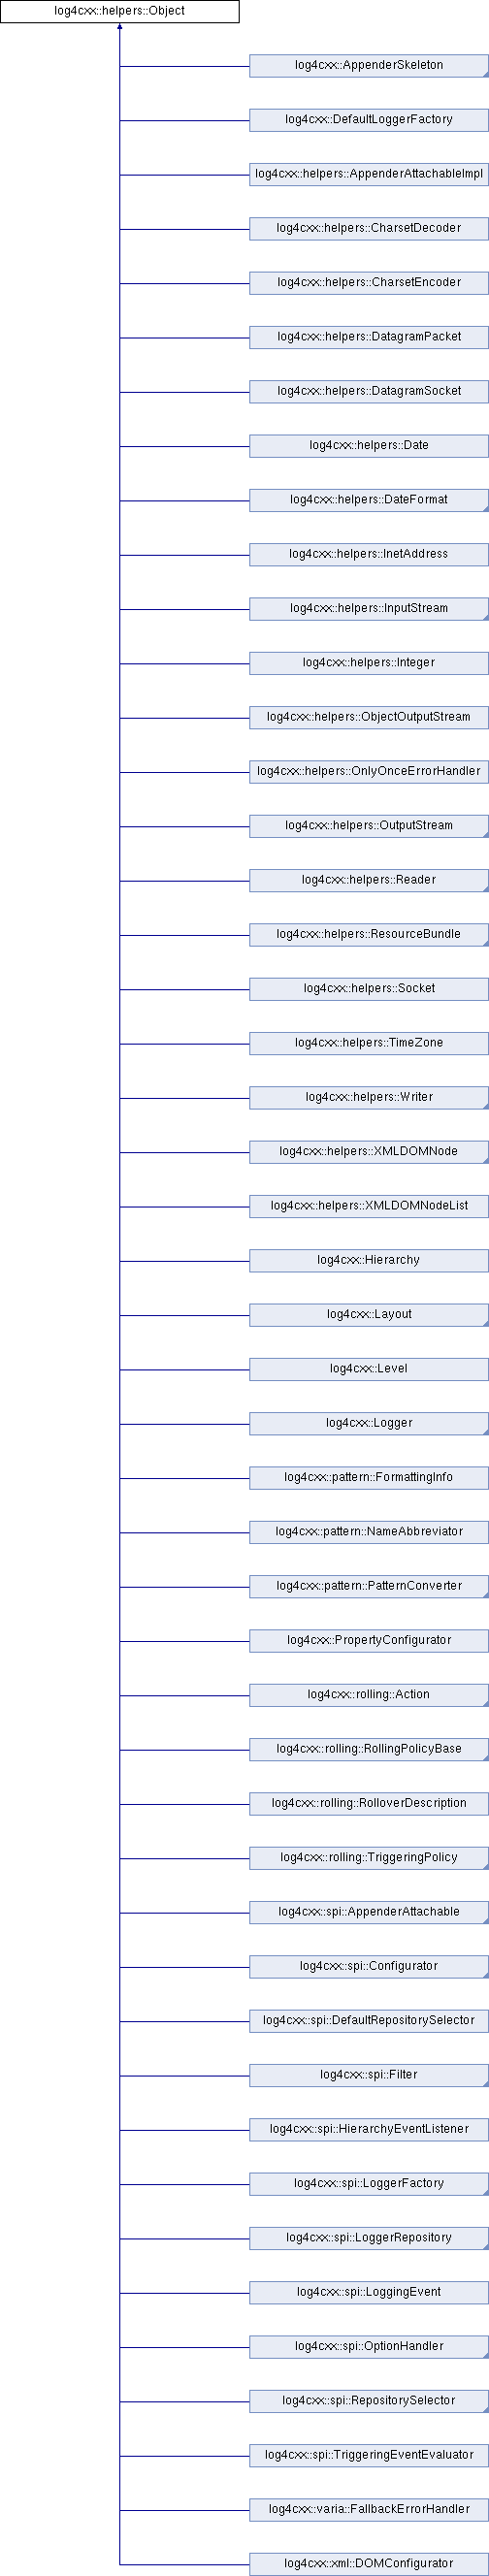 log4cxx::helpers::Object
log4cxx::AppenderSkeleton
log4cxx::DefaultLoggerFactory
log4cxx::helpers::AppenderAttachableImpl
log4cxx::helpers::CharsetDecoder
log4cxx::helpers::CharsetEncoder
log4cxx::helpers::DatagramPacket
log4cxx::helpers::DatagramSocket
log4cxx::helpers::Date
log4cxx::helpers::DateFormat
log4cxx::helpers::InetAddress
log4cxx::helpers::InputStream
log4cxx::helpers::Integer
log4cxx::helpers::ObjectOutputStream
log4cxx::helpers::OnlyOnceErrorHandler
log4cxx::helpers::OutputStream
log4cxx::helpers::Reader
log4cxx::helpers::ResourceBundle
log4cxx::helpers::Socket
log4cxx::helpers::TimeZone
log4cxx::helpers::Writer
log4cxx::helpers::XMLDOMNode
log4cxx::helpers::XMLDOMNodeList
log4cxx::Hierarchy
log4cxx::Layout
log4cxx::Level
log4cxx::Logger
log4cxx::pattern::FormattingInfo
log4cxx::pattern::NameAbbreviator
log4cxx::pattern::PatternConverter
log4cxx::PropertyConfigurator
log4cxx::rolling::Action
log4cxx::rolling::RollingPolicyBase
log4cxx::rolling::RolloverDescription
log4cxx::rolling::TriggeringPolicy
log4cxx::spi::AppenderAttachable
log4cxx::spi::Configurator
log4cxx::spi::DefaultRepositorySelector
log4cxx::spi::Filter
log4cxx::spi::HierarchyEventListener
log4cxx::spi::LoggerFactory
log4cxx::spi::LoggerRepository
log4cxx::spi::LoggingEvent
log4cxx::spi::OptionHandler
log4cxx::spi::RepositorySelector
log4cxx::spi::TriggeringEventEvaluator
log4cxx::varia::FallbackErrorHandler
log4cxx::xml::DOMConfigurator